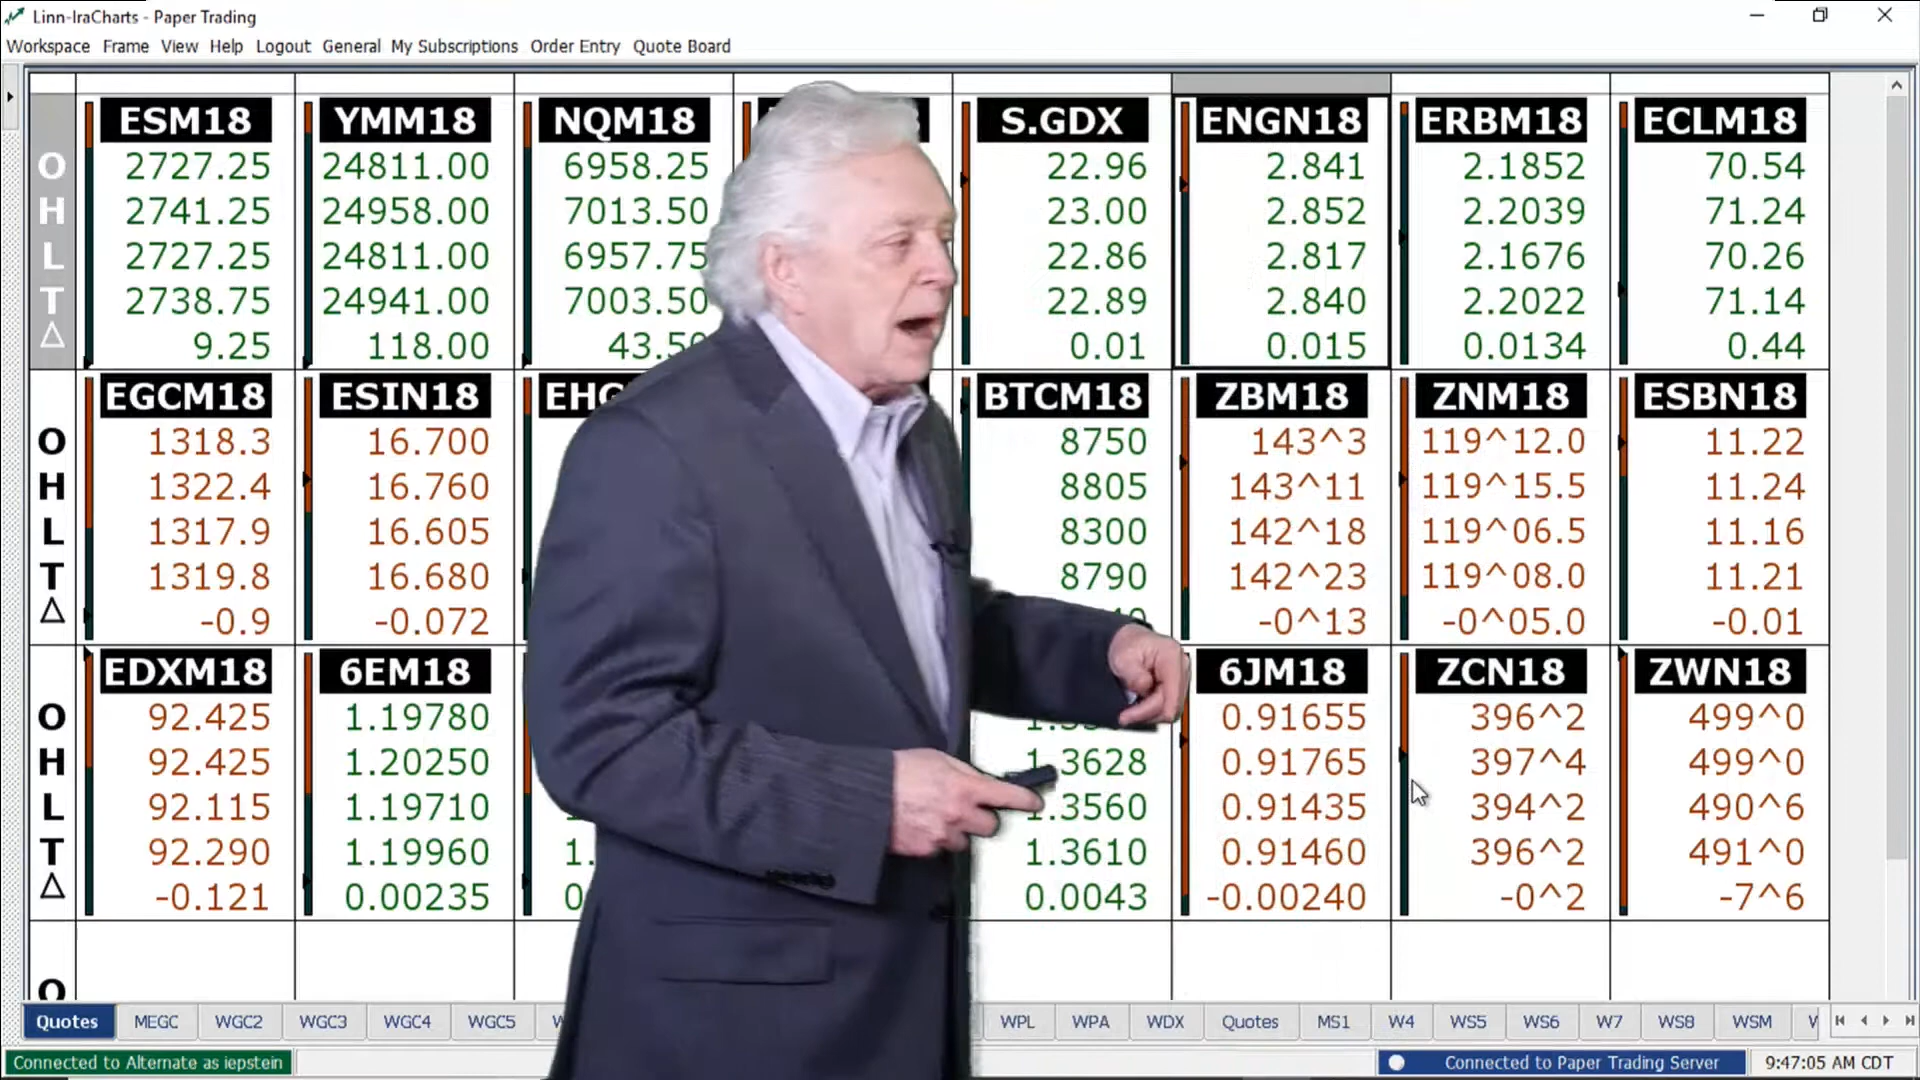 Linn-IraCharts - Paper Trading
Workspace Frame View Help Logout General My Subscriptions Order Entry Quote Board
ESM18 YMM18 NQM18 S.GDX ENGN18 ERBM18 ECLM18
O 2727.25 24811.00 6958.25 22.96 2.841 2.1852 70.54
H 2741.25 24958.00 7013.50 23.00 2.852 2.2039 71.24
L 2727.25 24811.00 6957.75 22.86 2.817 2.1676 70.26
T 2738.75 24941.00 7003.50 22.89 2.840 2.2022 71.14
Δ 9.25 118.00 43.50 0.01 0.015 0.0134 0.44
EGCM18 ESIN18 BTCM18 ZBM18 ZNM18 ESBN18
O 1318.3 16.700 8750 143^3 119^12.0 11.22
H 1322.4 16.760 8805 143^11 119^15.5 11.24
L 1317.9 16.605 8300 142^18 119^06.5 11.16
T 1319.8 16.680 8790 142^23 119^08.0 11.21
Δ -0.9 -0.072 -0^13 -0^05.0 -0.01
EDXM18 6EM18 6JM18 ZCN18 ZWN18
O 92.425 1.19780 0.91655 396^2 499^0
H 92.425 1.20250 1.3628 0.91765 397^4 499^0
L 92.115 1.19710 1.3560 0.91435 394^2 490^6
T 92.290 1.19960 1.3610 0.91460 396^2 491^0
Δ -0.121 0.00235 0.0043 -0.00240 -0^2 -7^6
O
Quotes MEGC WGC2 WGC3 WGC4 WGC5 WPL WPA WDX Quotes MS1 W4 WS5 WS6 W7 WS8 WSM
Connected to Alternate as iepstein Connected to Paper Trading Server 9:47:05 AM CDT